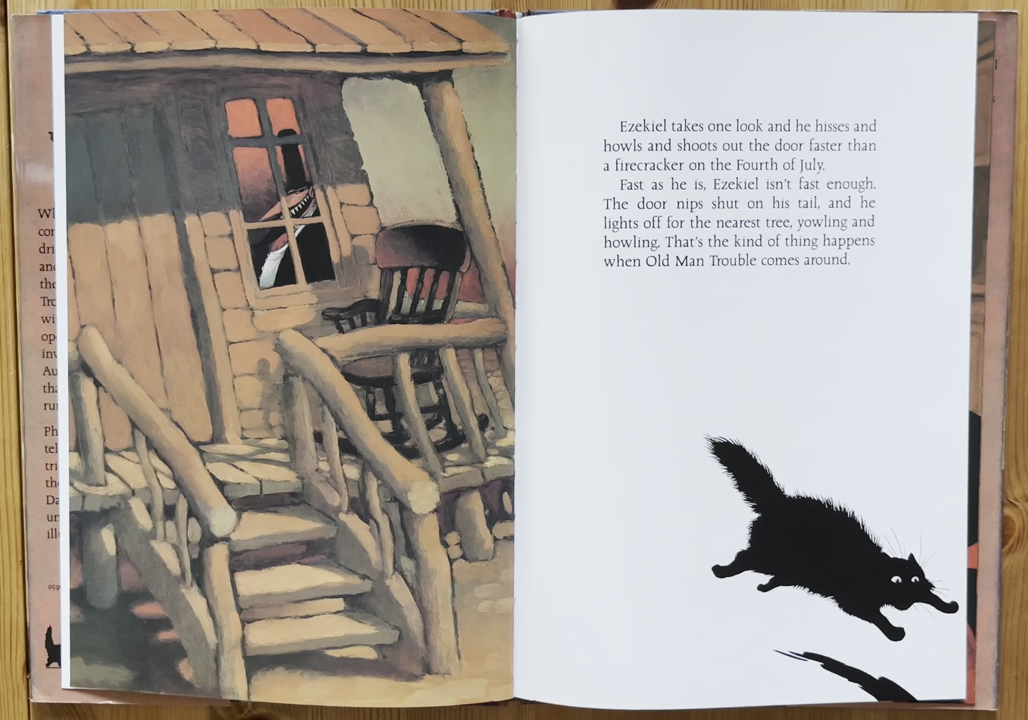 Ezekiel takes one look and he hisses and
howls and shoots out the door faster than
a firecracker on the Fourth of July.
Fast as he is, Ezekiel isn't fast enough.
The door nips shut on his tail, and he
lights off for the nearest tree, yowling and
howling. That's the kind of thing happens
when Old Man Trouble comes around.